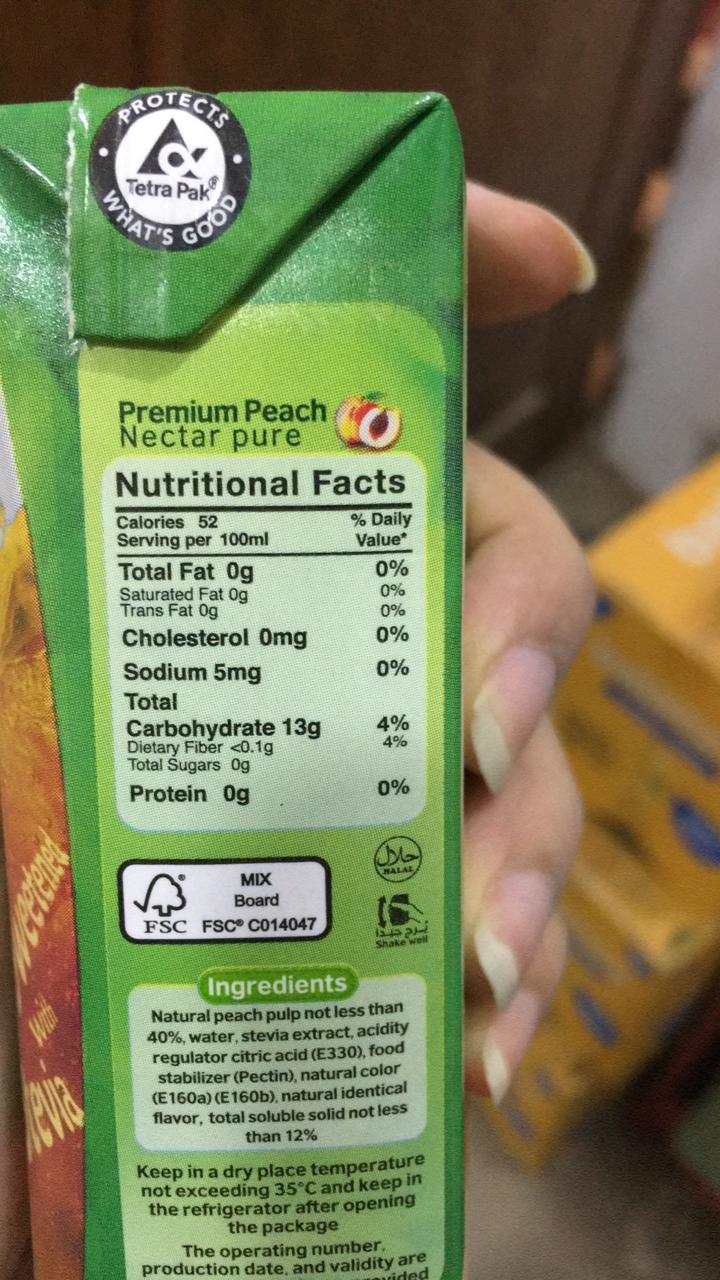 PROTECTS
Tetra Pak®
WHAT'S GOOD
Premium Peach
Nectar pure
Nutritional Facts
Calories 52
% Daily
Serving per 100ml
Value*
Total Fat 0g 0%
Saturated Fat 0g 0%
Trans Fat 0g 0%
Cholesterol 0mg 0%
Sodium 5mg 0%
Total
Carbohydrate 13g 4%
Dietary Fiber <0.1g 4%
Total Sugars 0g
Protein 0g 0%
حلال
HALAL
MIX
Board
FSC
FSC® C014047
يُرج جيدا
Shake well
Ingredients
Natural peach pulp not less than
40%, water, stevia extract, acidity
regulator citric acid (E330), food
stabilizer (Pectin), natural color
(E160a) (E160b), natural identical
flavor, total soluble solid not less
than 12%
Keep in a dry place temperature
not exceeding 35°C and keep in
the refrigerator after opening
the package
The operating number,
production date, and validity are
with